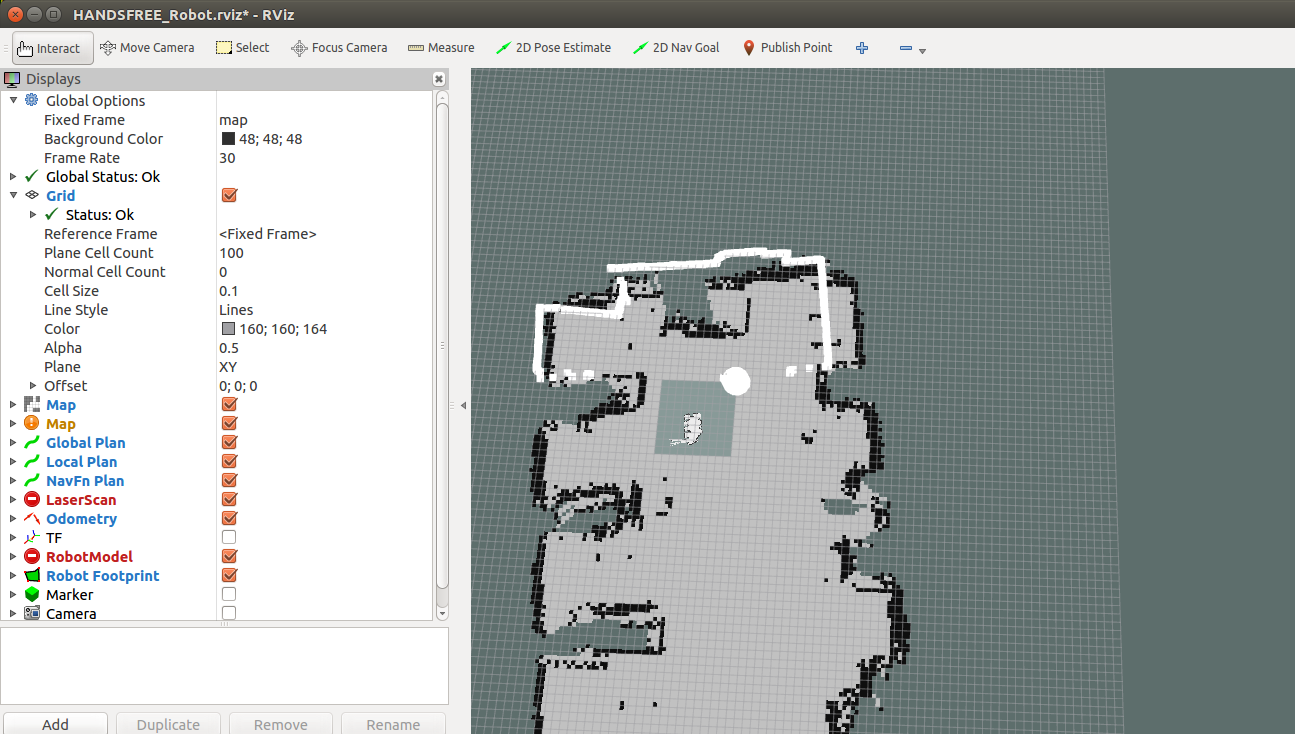 HANDSFREE_Robot.rviz* - RViz
Interact Move Camera Select Focus Camera Measure 2D Pose Estimate 2D Nav Goal Publish Point
Displays
Global Options
Fixed Frame map
Background Color 48; 48; 48
Frame Rate 30
Global Status: Ok
Grid
Status: Ok
Reference Frame <Fixed Frame>
Plane Cell Count 100
Normal Cell Count 0
Cell Size 0.1
Line Style Lines
Color 160; 160; 164
Alpha 0.5
Plane XY
Offset 0; 0; 0
Map
Map
Global Plan
Local Plan
NavFn Plan
LaserScan
Odometry
TF
RobotModel
Robot Footprint
Marker
Camera
Add Duplicate Remove Rename